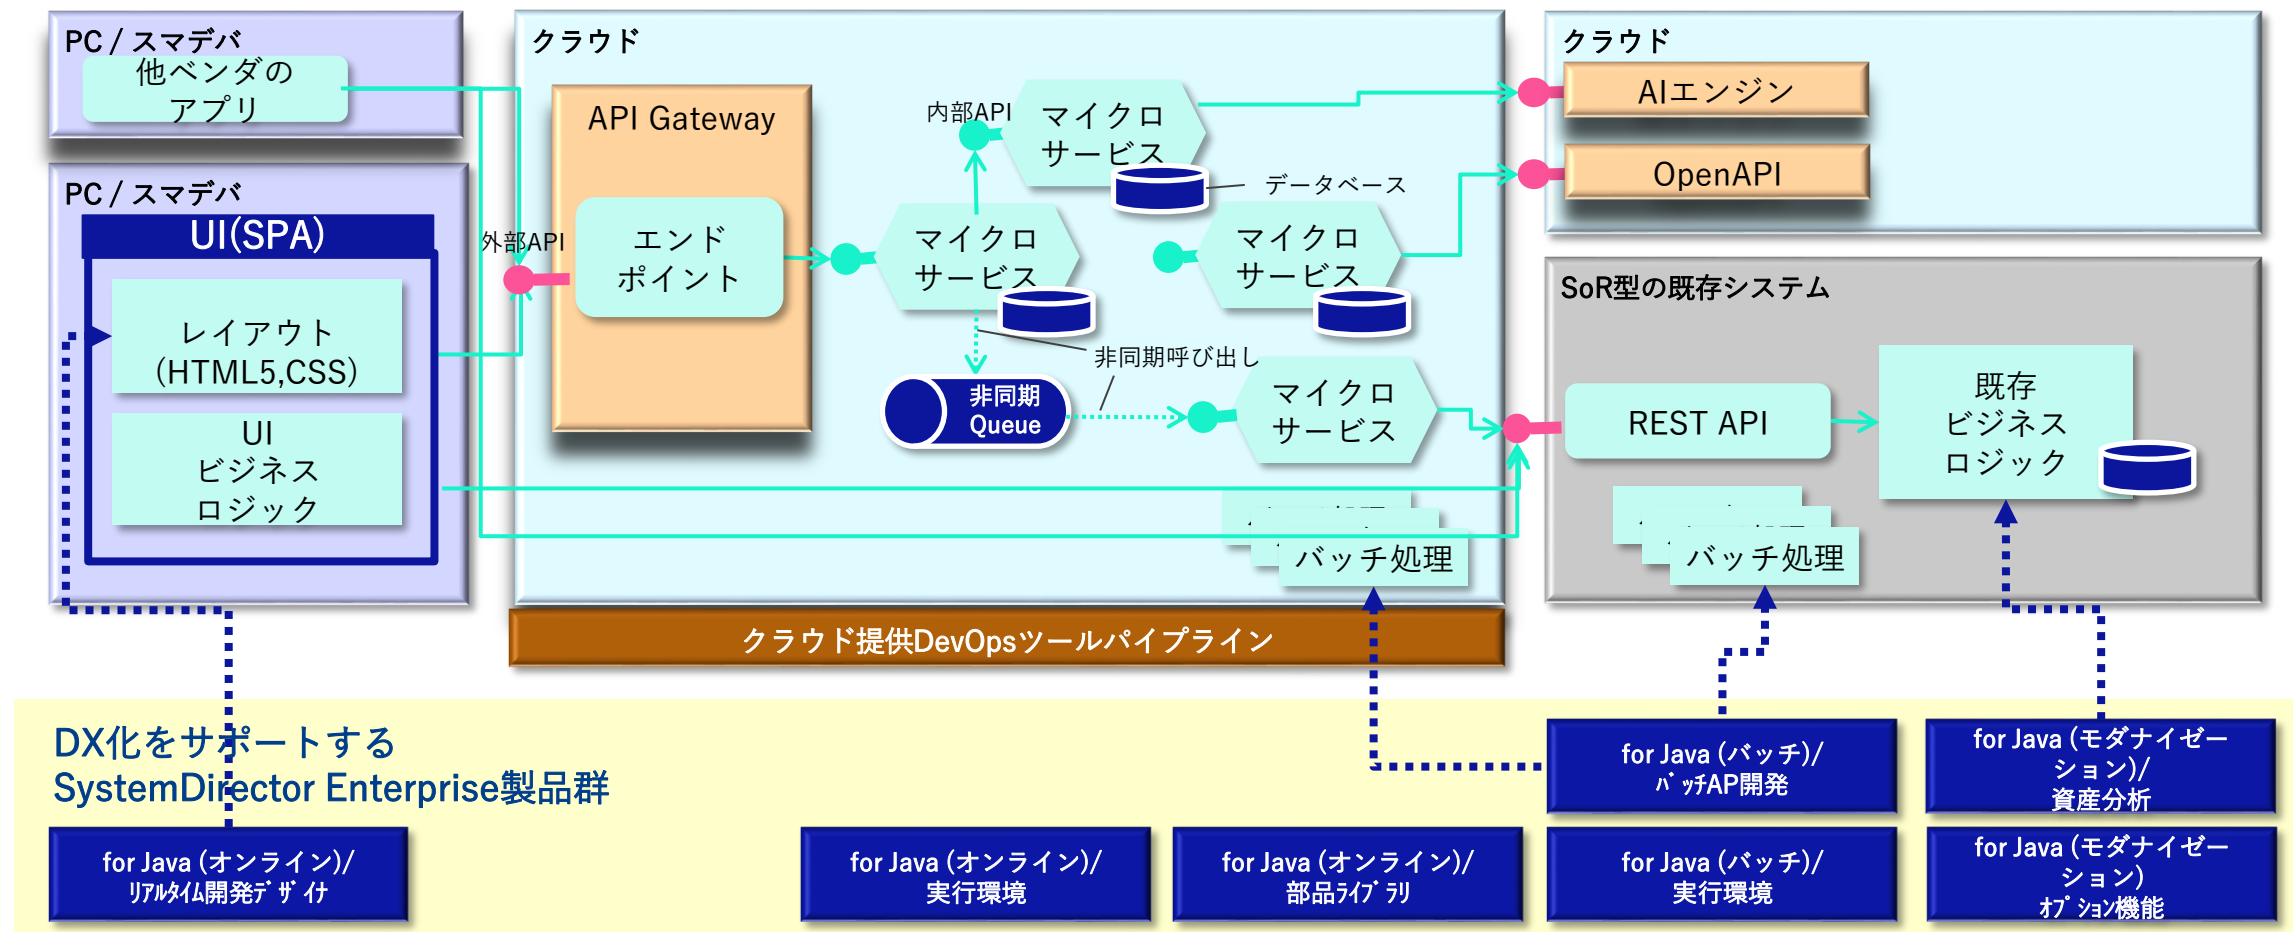 PC / スマデバ
他ベンダの
アプリ
PC / スマデバ
UI(SPA)
レイアウト
(HTML5,CSS)
UI
ビジネス
ロジック
クラウド
API Gateway
外部API
エンド
ポイント
内部API
マイクロ
サービス
データベース
マイクロ
サービス
マイクロ
サービス
非同期呼び出し
非同期
Queue
マイクロ
サービス
バッチ処理
クラウド提供DevOpsツールパイプライン
クラウド
AIエンジン
OpenAPI
SoR型の既存システム
REST API
既存
ビジネス
ロジック
バッチ処理
DX化をサポートする
SystemDirector Enterprise製品群
for Java (オンライン)/
ﾘｱﾙﾀｲﾑ開発ﾃﾞｻﾞｲﾅ
for Java (オンライン)/
実行環境
for Java (オンライン)/
部品ﾗｲﾌﾞﾗﾘ
for Java (バッチ)/
ﾊﾞｯﾁAP開発
for Java (バッチ)/
実行環境
for Java (モダナイゼー
ション)/
資産分析
for Java (モダナイゼー
ション)
ｵﾌﾟｼｮﾝ機能